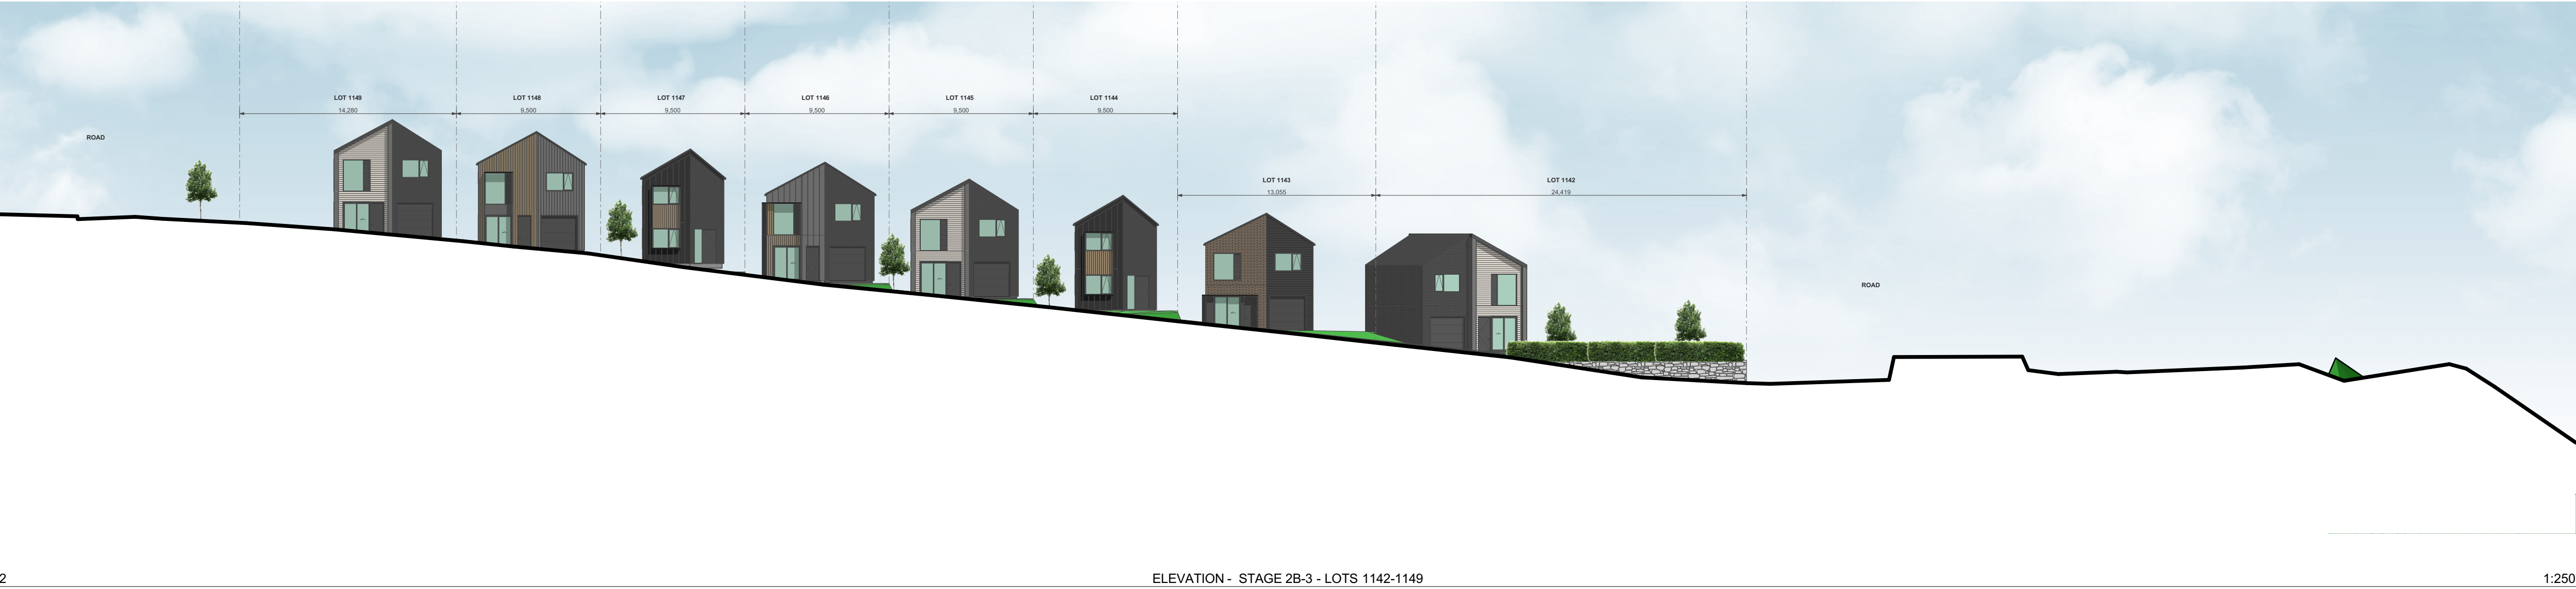 LOT 1149
LOT 1148
LOT 1147
LOT 1146
LOT 1145
LOT 1144
14,280
9,500
9,500
9,500
9,500
9,500
ROAD
LOT 1143
LOT 1142
13,055
24,419
ROAD
2
ELEVATION - STAGE 2B-3 - LOTS 1142-1149
1:250